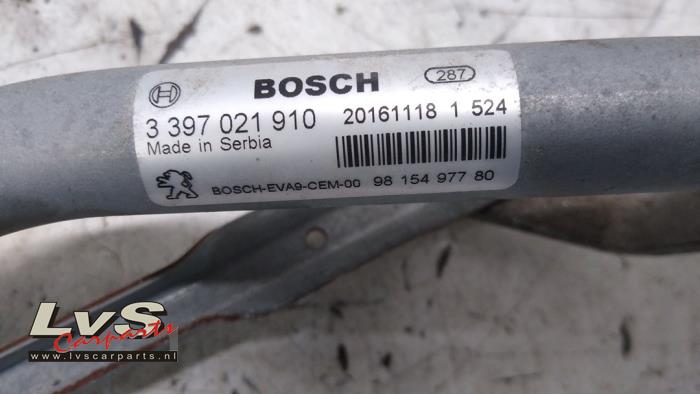 BOSCH
287
3 397 021 910
20161118 1 524
Made in Serbia
BOSCH-EVA9-CEM-00 98 154 977 80
LvS
Carparts
www.lvscarparts.nl